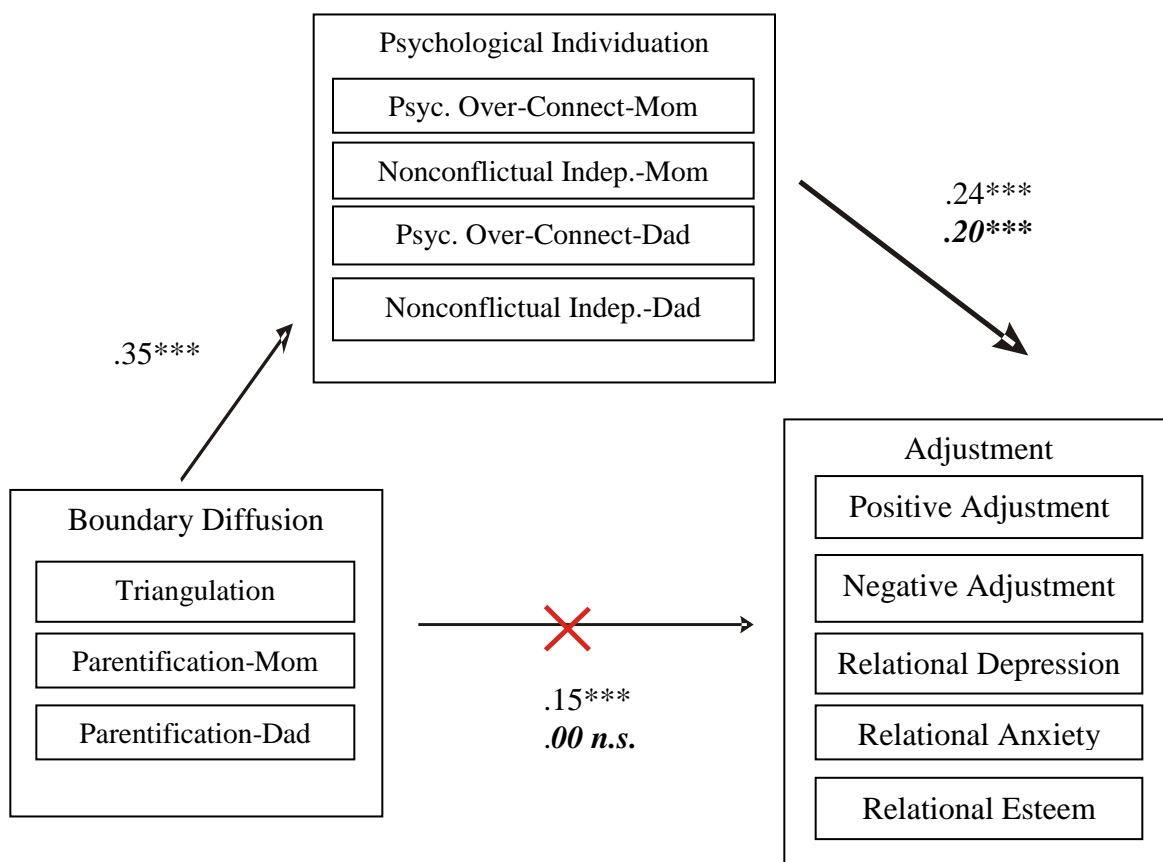 Psychological Individuation
Psyc. Over-Connect-Mom
Nonconflictual Indep.-Mom
Psyc. Over-Connect-Dad
Nonconflictual Indep.-Dad
.24***
.20***
.35***
Boundary Diffusion
Triangulation
Parentification-Mom
Parentification-Dad
.15***
.00 n.s.
Adjustment
Positive Adjustment
Negative Adjustment
Relational Depression
Relational Anxiety
Relational Esteem